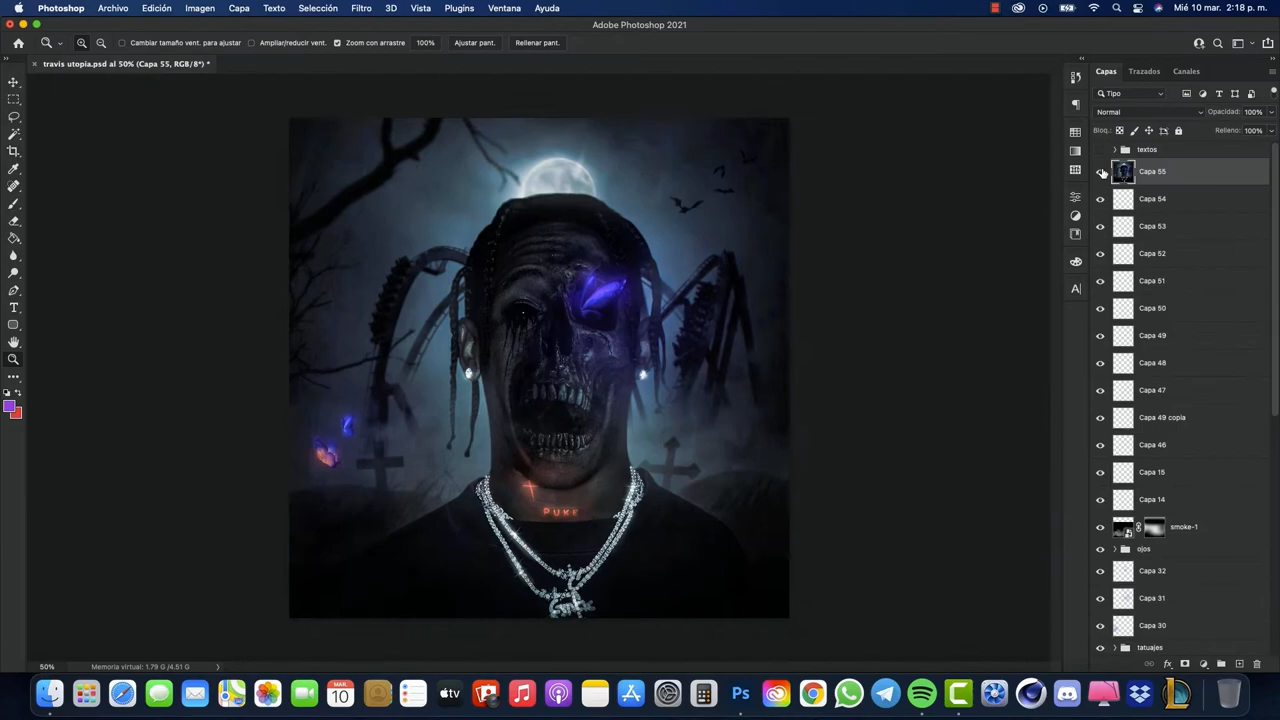 Photoshop Archivo Edición Imagen Capa Texto Selección Filtro 3D Vista Plugins Ventana Ayuda Mié 10 mar. 2:18 p. m.
Adobe Photoshop 2021
Cambiar tamaño vent. para ajustar Ampliar/reducir vent. Zoom con arrastre 100% Ajustar pant. Rellenar pant.
travis utopia.psd al 50% (Capa 55, RGB/8*) *
Capas Trazados Canales
Tipo
Normal Opacidad: 100%
Bloq.: Relleno: 100%
textos
Capa 55
Capa 54
Capa 53
Capa 52
Capa 51
Capa 50
Capa 49
Capa 48
Capa 47
Capa 49 copia
Capa 46
Capa 15
Capa 14
smoke-1
ojos
Capa 32
Capa 31
Capa 30
tatuajes
PUKE
50% Memoria virtual: 1.79 G /4.51 G
MAR
10
tv
Ps